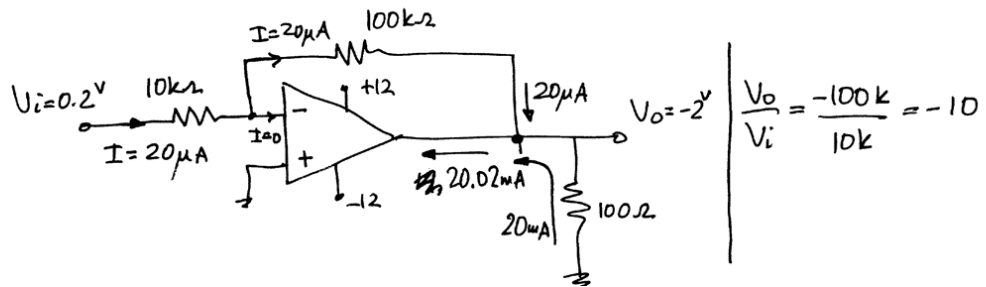 I=20μA
100kΩ
Vi=0.2v
10kΩ
+12
20μA
Vo=-2v
Vo/Vi = -100k/10k = -10
I=0
-
+
I=20μA
20.02mA
-12
20mA
100Ω